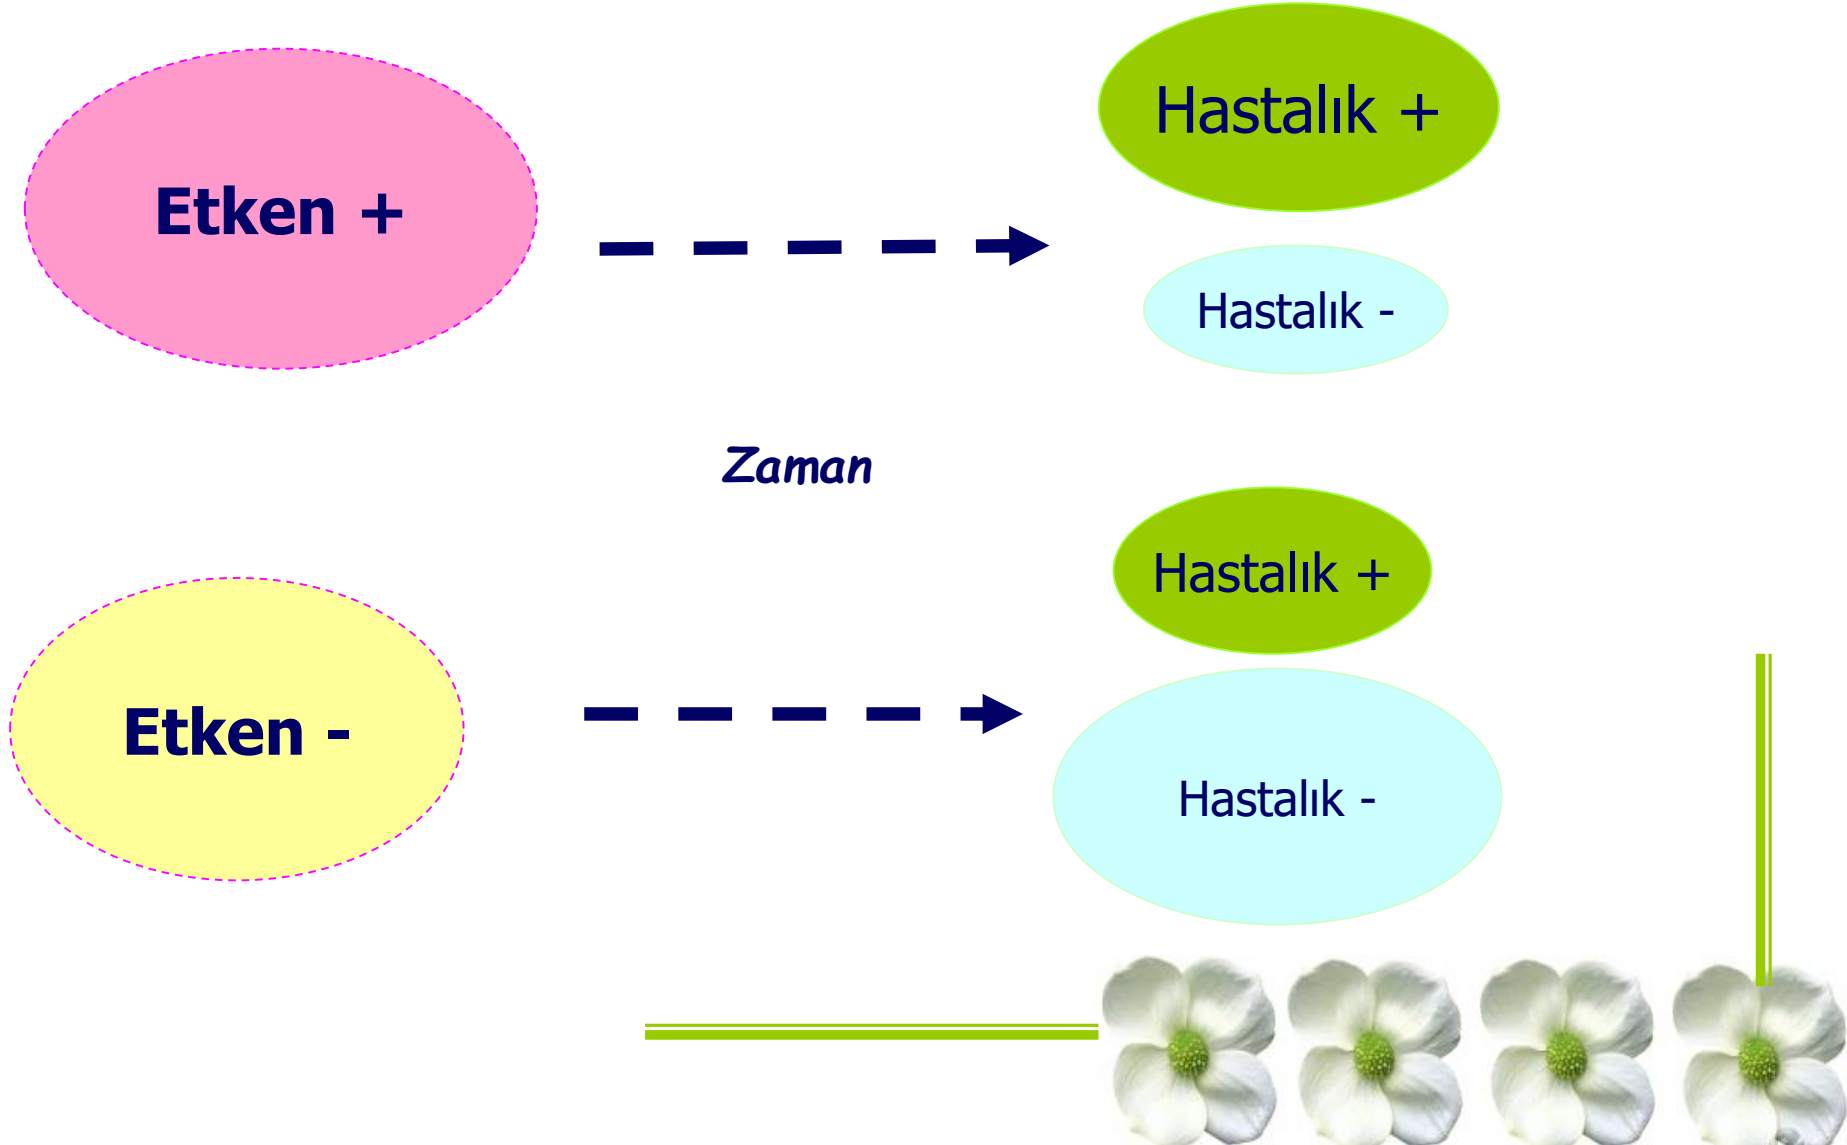 Hastalık +
Etken +
Hastalık -
Zaman
Hastalık +
Etken -
Hastalık -